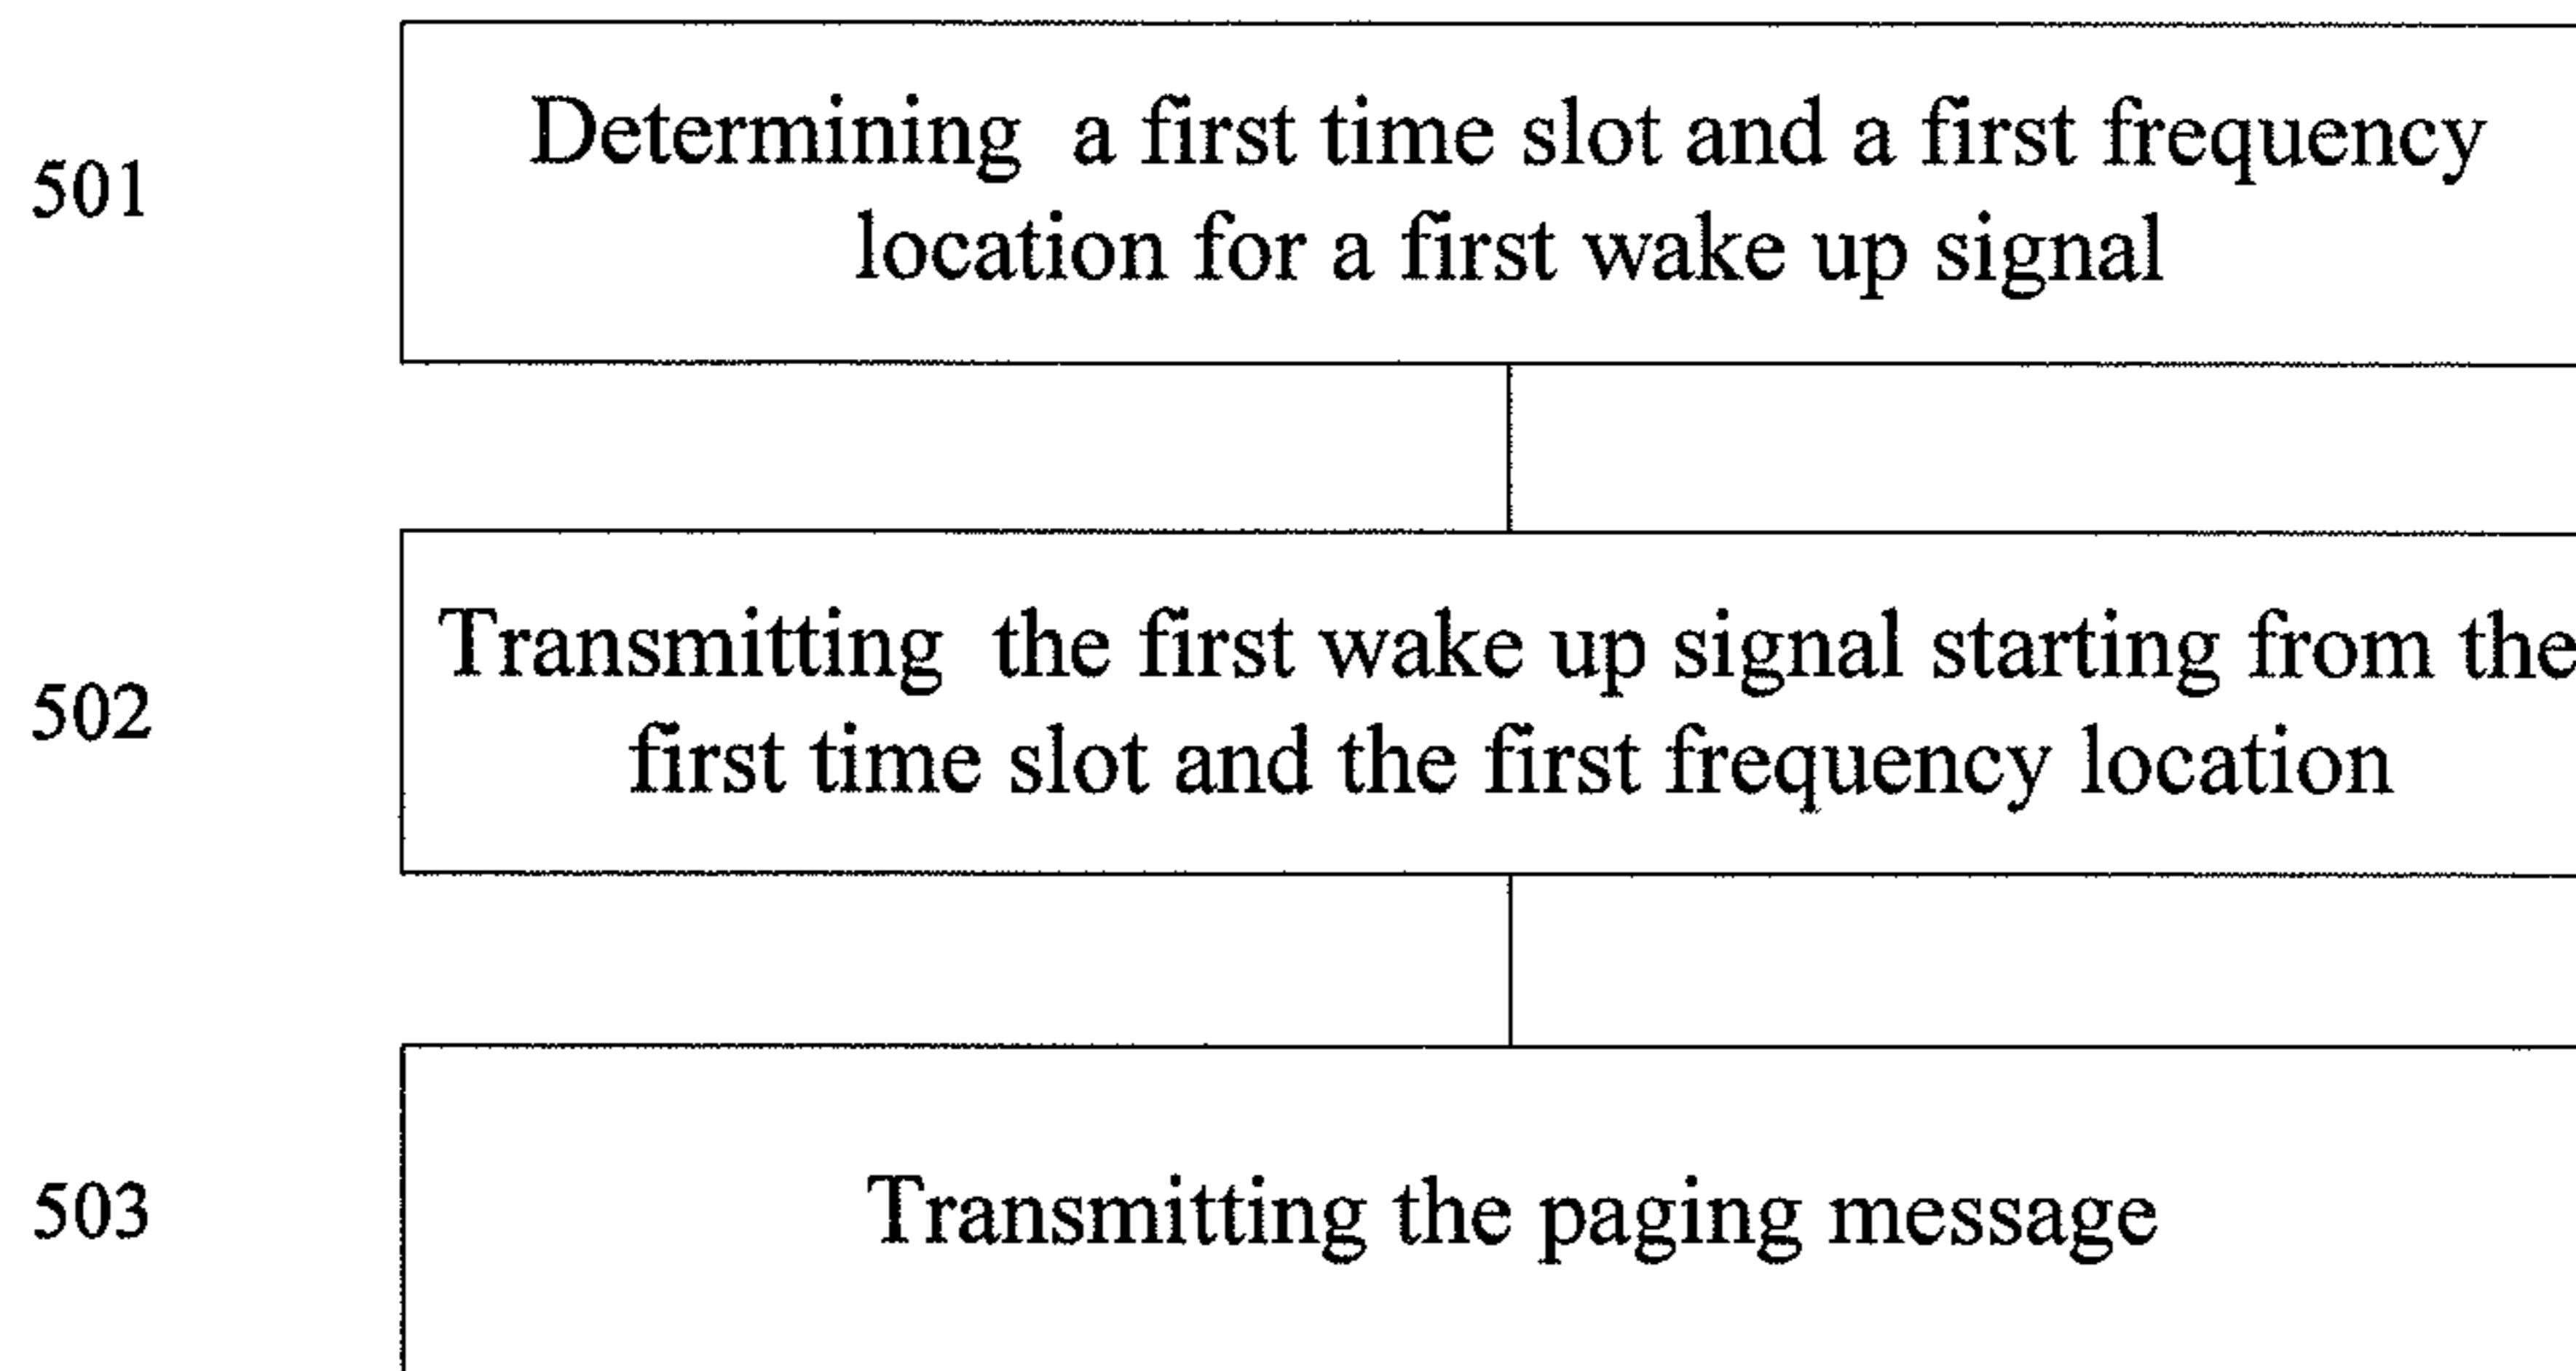 501
Determining a first time slot and a first frequency
location for a first wake up signal
502
Transmitting the first wake up signal starting from the
first time slot and the first frequency location
503
Transmitting the paging message